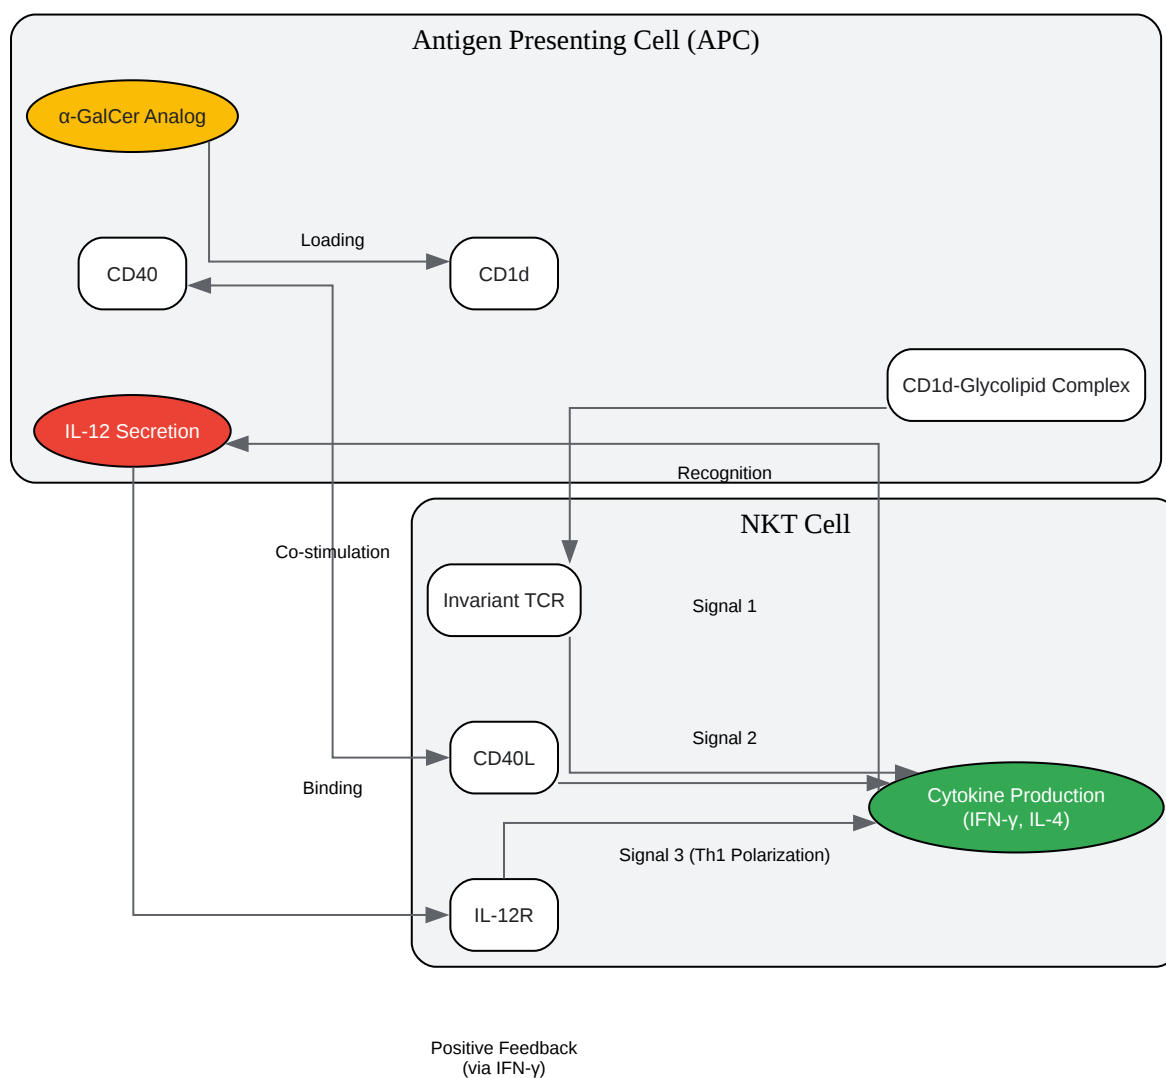 Antigen Presenting Cell (APC)
α-GalCer Analog
Loading
CD40
CD1d
CD1d-Glycolipid Complex
IL-12 Secretion
Recognition
NKT Cell
Co-stimulation
Invariant TCR
Signal 1
Signal 2
CD40L
Binding
Cytokine Production
(IFN-γ, IL-4)
Signal 3 (Th1 Polarization)
IL-12R
Positive Feedback
(via IFN-γ)